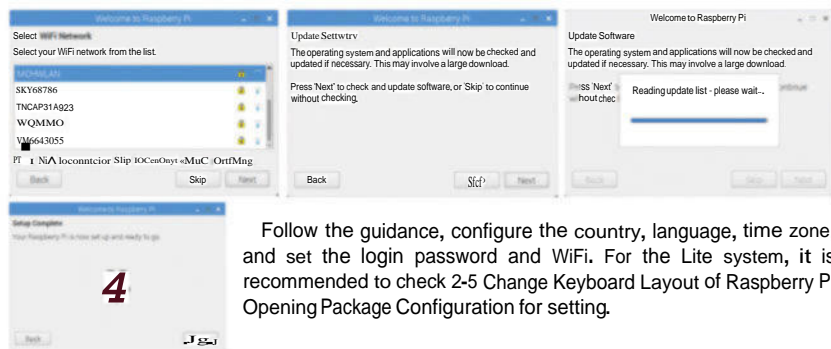 Welcome to Raspberry Pi
Select WiFi Network
Select your WiFi network from the list.
MOHWLAN
SKY68786
TNCAP31A923
WQMMO
VM6643055
Back
Skip
Next
Welcome to Raspberry Pi
Update Settwtrv
The operating system and applications will now be checked and
updated if necessary. This may involve a large download.
Press 'Next' to check and update software, or 'Skip' to continue
without checking.
Back
Next
Welcome to Raspberry Pi
Update Software
The operating system and applications will now be checked and
updated if necessary. This may involve a large download.
Reading update list - please wait...
Back
Skip
Next
Welcome to Raspberry Pi
Setup Complete
Your Raspberry Pi is now set up and ready to go.
4
Back
Follow the guidance, configure the country, language, time zone
and set the login password and WiFi. For the Lite system, it is
recommended to check 2-5 Change Keyboard Layout of Raspberry P
Opening Package Configuration for setting.